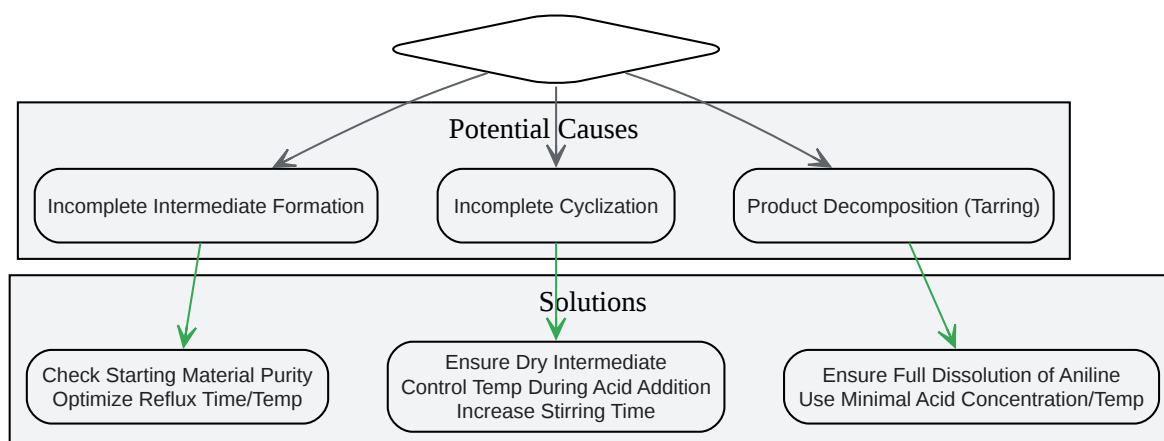 Potential Causes
Incomplete Intermediate Formation
Incomplete Cyclization
Product Decomposition (Tarring)
Solutions
Check Starting Material Purity
Optimize Reflux Time/Temp
Ensure Dry Intermediate
Control Temp During Acid Addition
Increase Stirring Time
Ensure Full Dissolution of Aniline
Use Minimal Acid Concentration/Temp